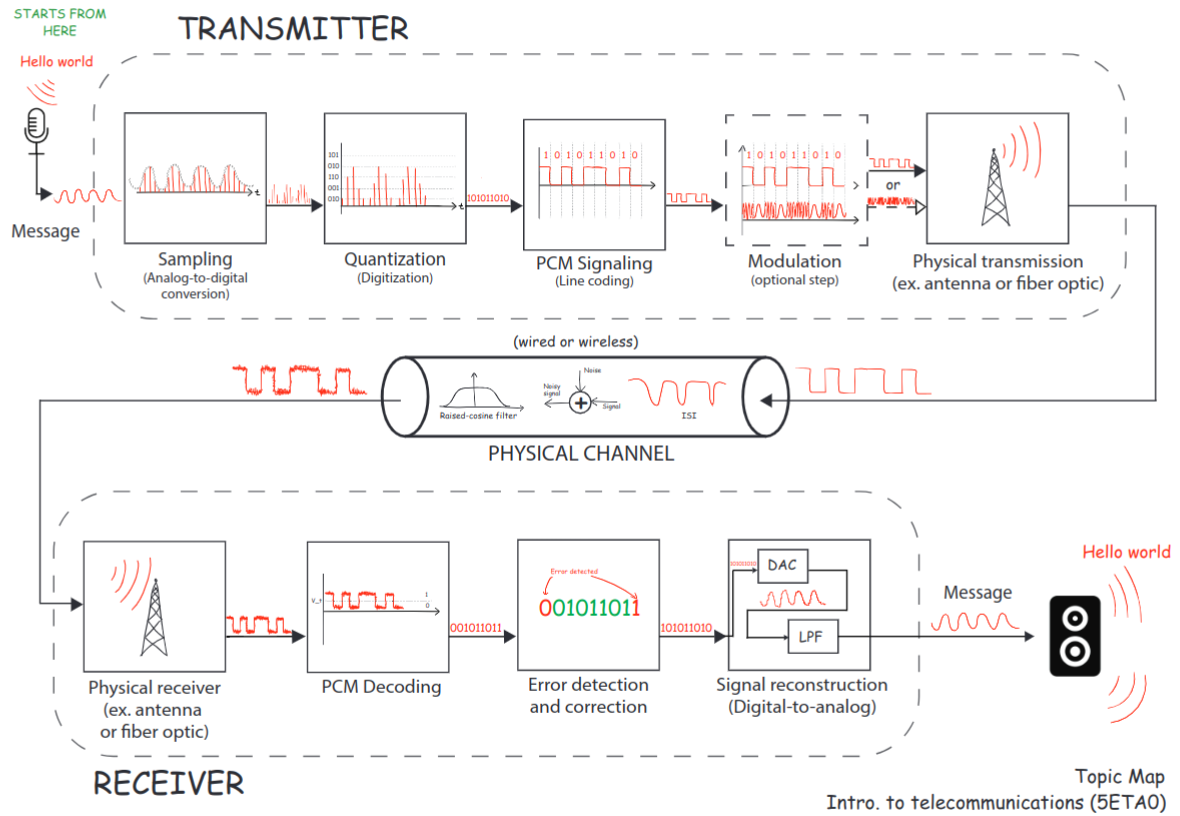 STARTS FROM
HERE
TRANSMITTER
Hello world
Message
t
Sampling
(Analog-to-digital
conversion)
101
010
110
001
010
t
Quantization
(Digitization)
101011010
1 0 1 0 1 1 0 1 0
PCM Signaling
(Line coding)
1 0 1 0 1 1 0 1 0
Modulation
(optional step)
or
Physical transmission
(ex. antenna or fiber optic)
(wired or wireless)
Raised-cosine filter
Noise
Noisy
signal
+
Signal
ISI
PHYSICAL CHANNEL
Physical receiver
(ex. antenna
or fiber optic)
V_t
1
0
PCM Decoding
001011011
Error detected
001011011
Error detection
and correction
101011010
101011010
DAC
LPF
Signal reconstruction
(Digital-to-analog)
Message
Hello world
RECEIVER
Topic Map
Intro. to telecommunications (5ETA0)